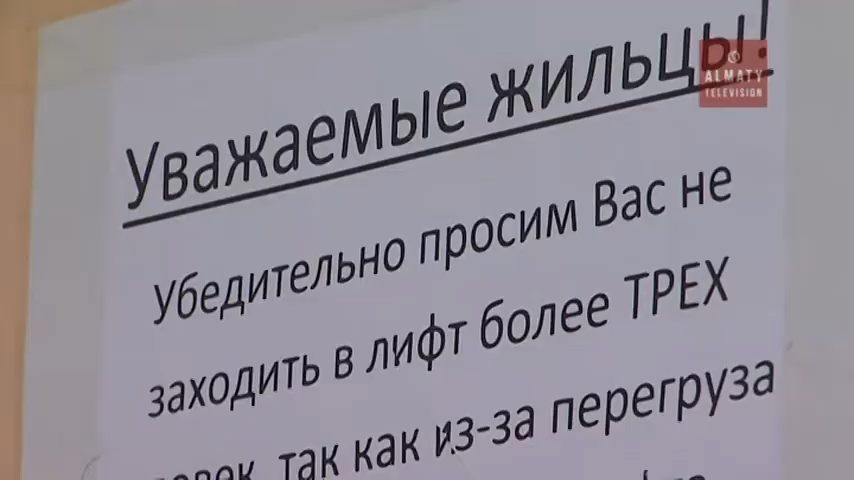 Уважаемые жильцы!
ALMATY
TELEVISION
Убедительно просим Вас не
заходить в лифт более ТРЕХ
так как из-за перегруза